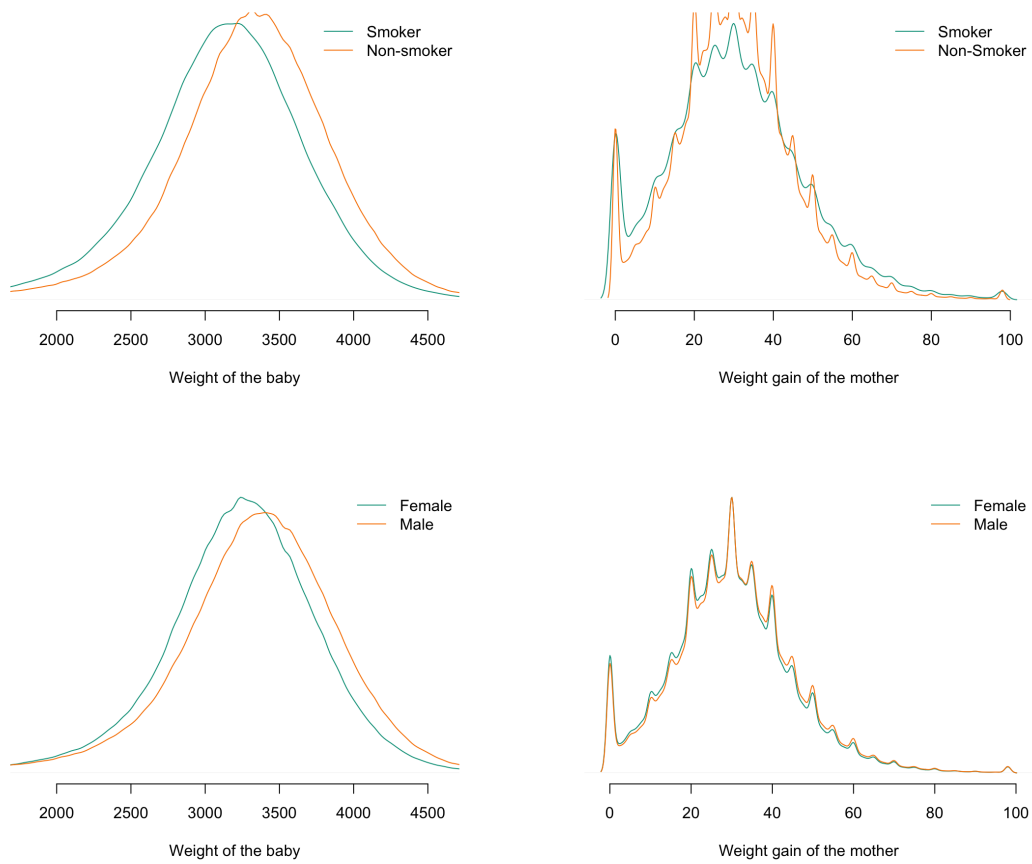 Smoker
Non-smoker
2000 2500 3000 3500 4000 4500
Weight of the baby
Smoker
Non-Smoker
0 20 40 60 80 100
Weight gain of the mother
Female
Male
2000 2500 3000 3500 4000 4500
Weight of the baby
Female
Male
0 20 40 60 80 100
Weight gain of the mother